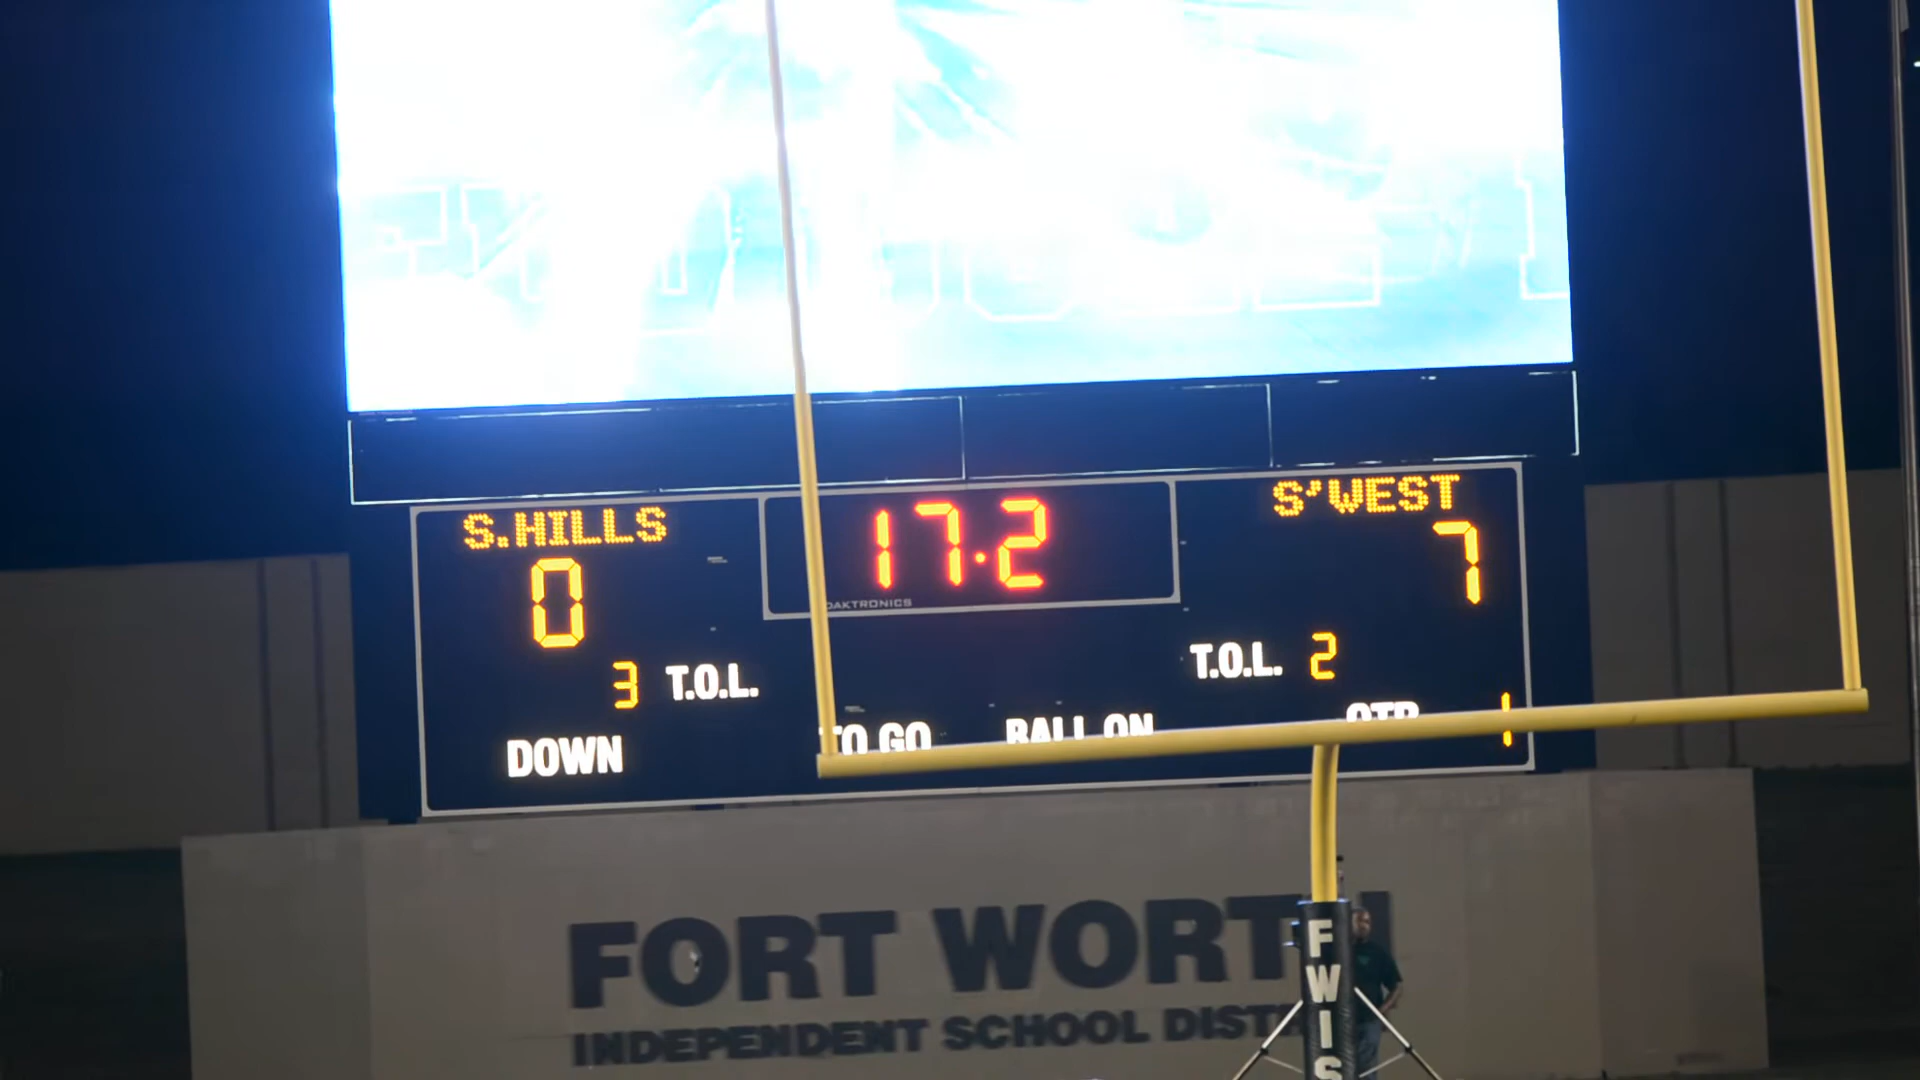 S.HILLS
17.2
S'WEST
0
7
DAKTRONICS
3 T.O.L.
T.O.L. 2
DOWN
TO GO
BALL ON
QTR 1
FORT WORTH
INDEPENDENT SCHOOL DIST
FWIS